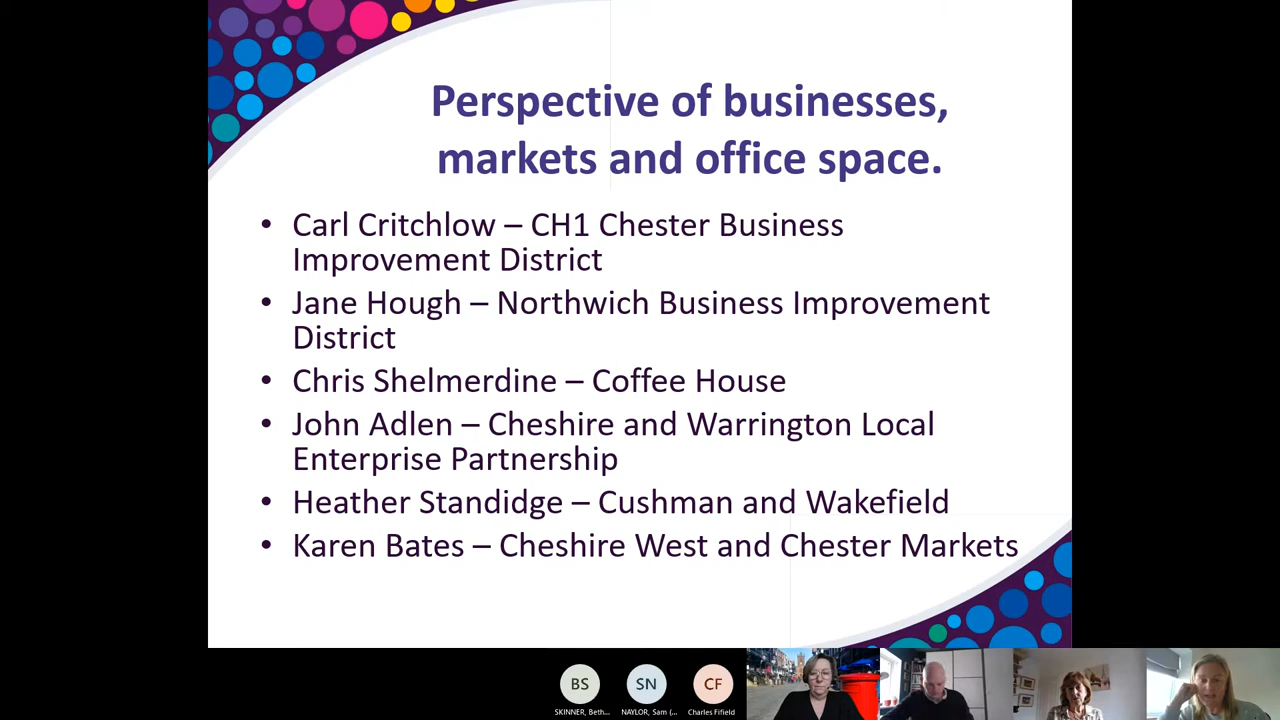 Perspective of businesses,
markets and office space.
• Carl Critchlow – CH1 Chester Business
Improvement District
• Jane Hough – Northwich Business Improvement
District
• Chris Shelmerdine – Coffee House
• John Adlen – Cheshire and Warrington Local
Enterprise Partnership
• Heather Standidge – Cushman and Wakefield
• Karen Bates – Cheshire West and Chester Markets
BS SN CF
SKINNER, Beth... NAYLOR, Sam (... Charles Fifield